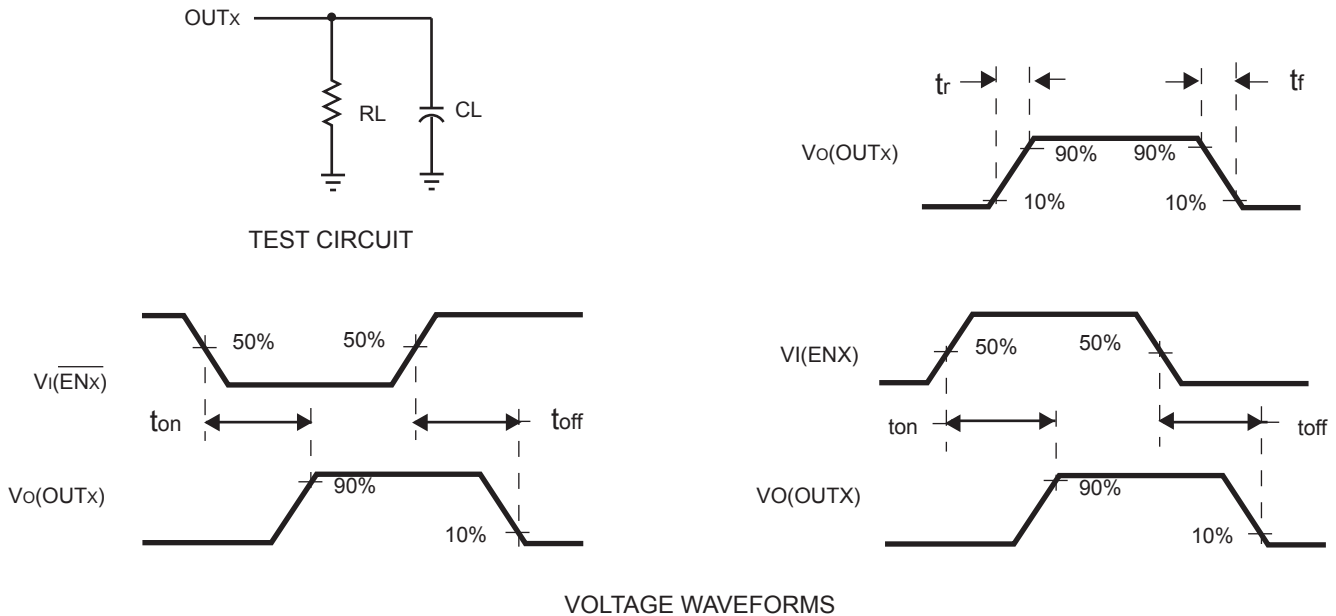 OUTx
RL
CL
TEST CIRCUIT
tr
tf
VO(OUTx)
90%
90%
10%
10%
50%
50%
VI(ENx)
ton
toff
VO(OUTx)
90%
10%
50%
50%
VI(ENX)
ton
toff
VO(OUTX)
90%
10%
VOLTAGE WAVEFORMS